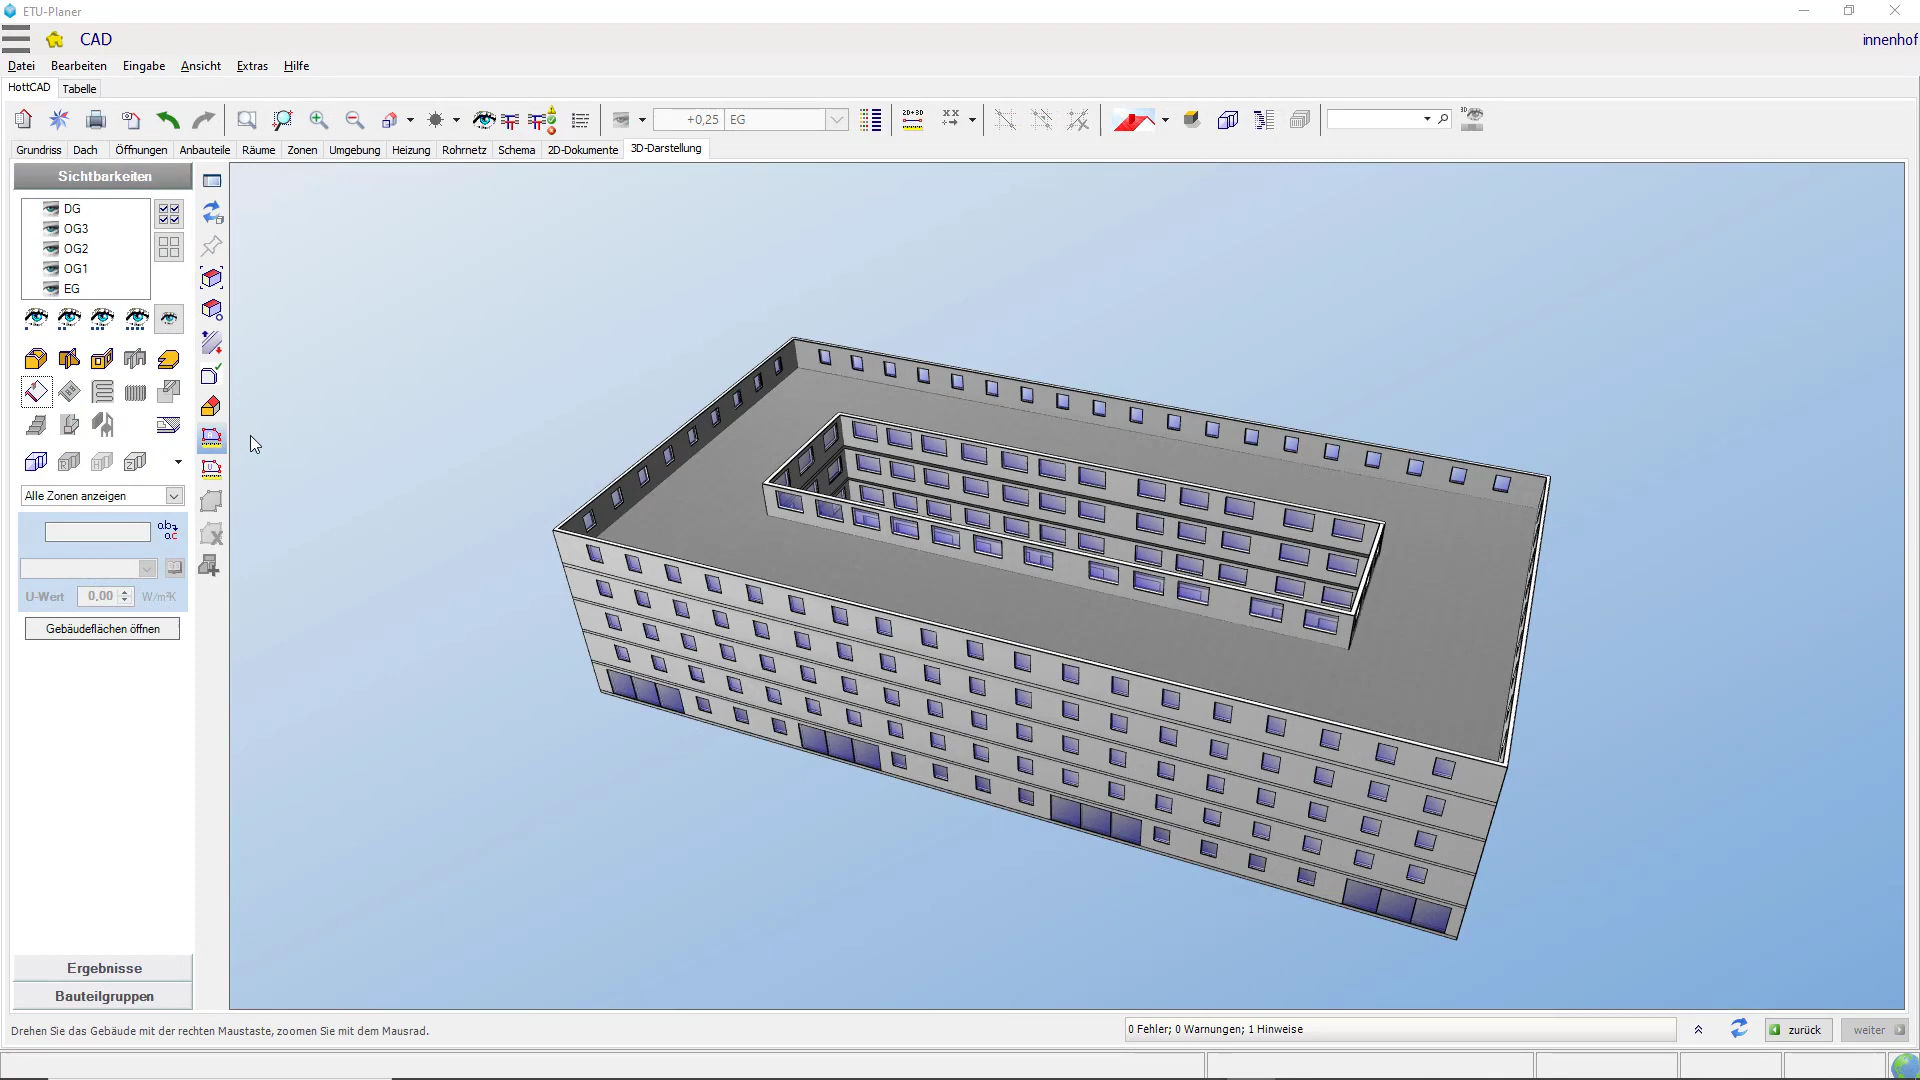 ETU-Planer
CAD
innenhof
Datei Bearbeiten Eingabe Ansicht Extras Hilfe
HottCAD Tabelle
+0,25 EG
2D+3D
3D
Grundriss Dach Öffnungen Anbauteile Räume Zonen Umgebung Heizung Rohrnetz Schema 2D-Dokumente 3D-Darstellung
Sichtbarkeiten
DG
OG3
OG2
OG1
EG
Alle Zonen anzeigen
U-Wert 0,00 W/m²K
Gebäudeflächen öffnen
Ergebnisse
Bauteilgruppen
Drehen Sie das Gebäude mit der rechten Maustaste, zoomen Sie mit dem Mausrad.
0 Fehler; 0 Warnungen; 1 Hinweise
zurück
weiter